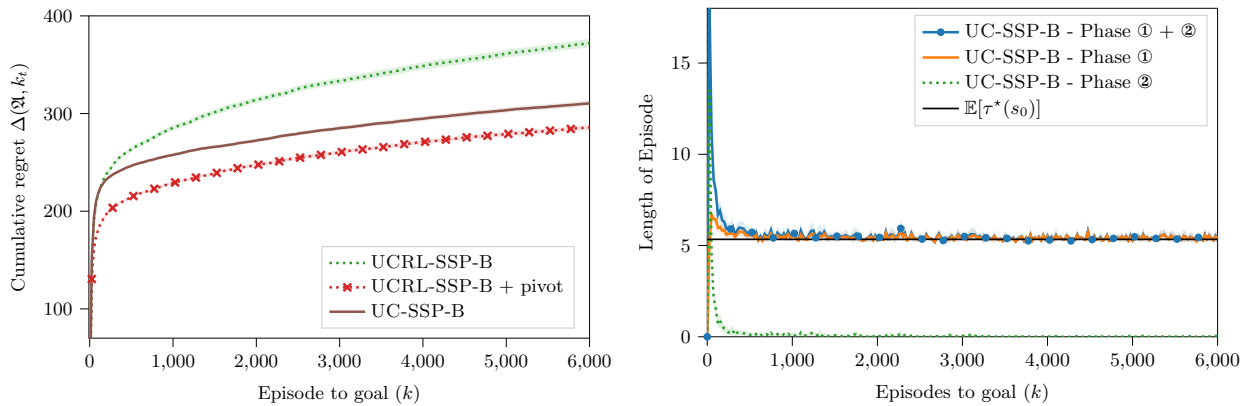 400
300
200
100
0
1,000
2,000
3,000
4,000
5,000
6,000
Cumulative regret Δ(𝔄, k_t)
Episode to goal (k)
UCRL-SSP-B
UCRL-SSP-B + pivot
UC-SSP-B
15
10
5
0
0
1,000
2,000
3,000
4,000
5,000
6,000
Length of Episode
Episodes to goal (k)
UC-SSP-B - Phase ① + ②
UC-SSP-B - Phase ①
UC-SSP-B - Phase ②
𝔼[τ⋆(s₀)]